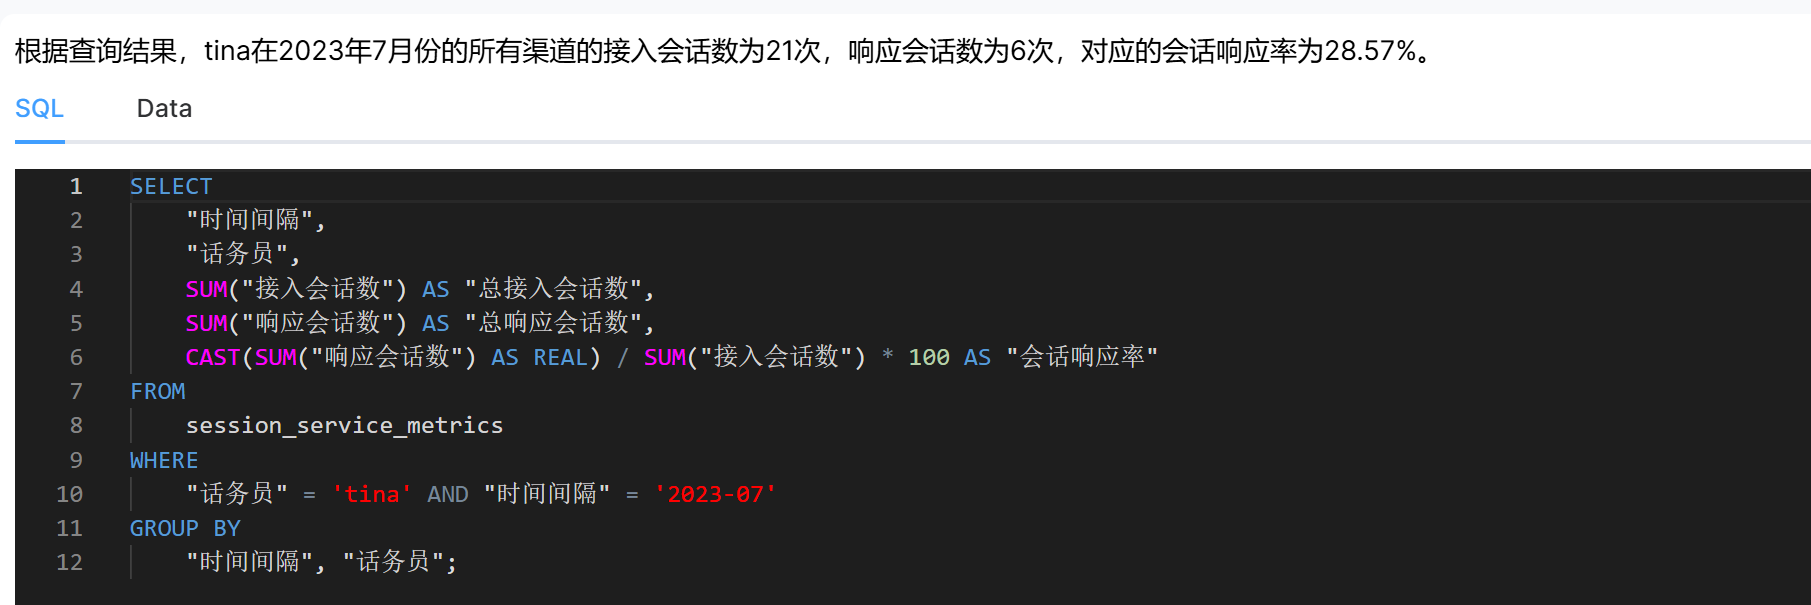 根据查询结果，tina在2023年7月份的所有渠道的接入会话数为21次，响应会话数为6次，对应的会话响应率为28.57%。
SQL Data
1 SELECT
2 "时间间隔",
3 "话务员",
4 SUM("接入会话数") AS "总接入会话数",
5 SUM("响应会话数") AS "总响应会话数",
6 CAST(SUM("响应会话数") AS REAL) / SUM("接入会话数") * 100 AS "会话响应率"
7 FROM
8 session_service_metrics
9 WHERE
10 "话务员" = 'tina' AND "时间间隔" = '2023-07'
11 GROUP BY
12 "时间间隔", "话务员";